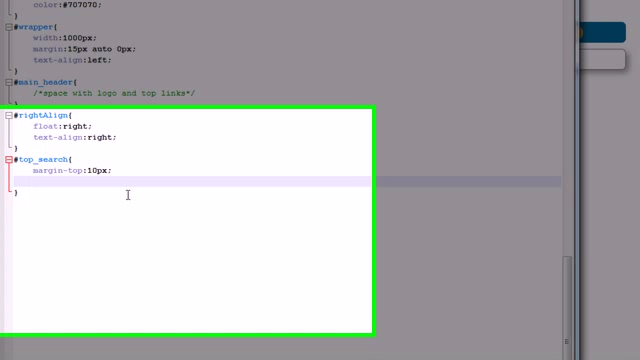 color:#707070;
}
#wrapper{
width:1000px;
margin:15px auto 0px;
text-align:left;
}
#main_header{
/*space with logo and top links*/
}
#rightAlign{
float:right;
text-align:right;
}
#top_search{
margin-top:10px;
}